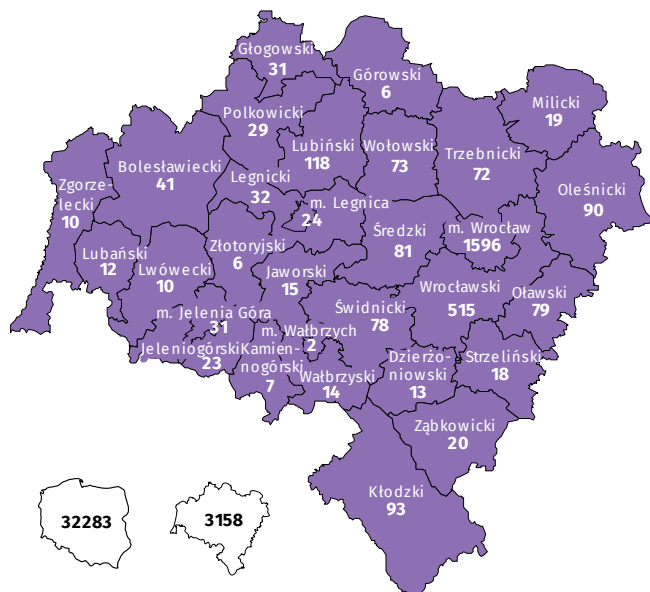 Głogowski
31
Górowski
6
Milicki
19
Polkowicki
29
Lubiński
118
Wołowski
73
Trzebnicki
72
Bolesławiecki
41
Legnicki
32
Zgorze-
lecki
10
Oleśnicki
90
m. Legnica
24
Średzki
81
m. Wrocław
1596
Lubański
12
Lwówecki
10
Złotoryjski
6
Jaworski
15
Wrocławski
515
Oławski
79
m. Jelenia Góra
31
Świdnicki
78
m. Wałbrzych
2
Jeleniogórski
23
Kamien-
nogórski
7
Wałbrzyski
14
Dzierżo-
niowski
13
Strzeliński
18
Ząbkowicki
20
Kłodzki
93
32283
3158